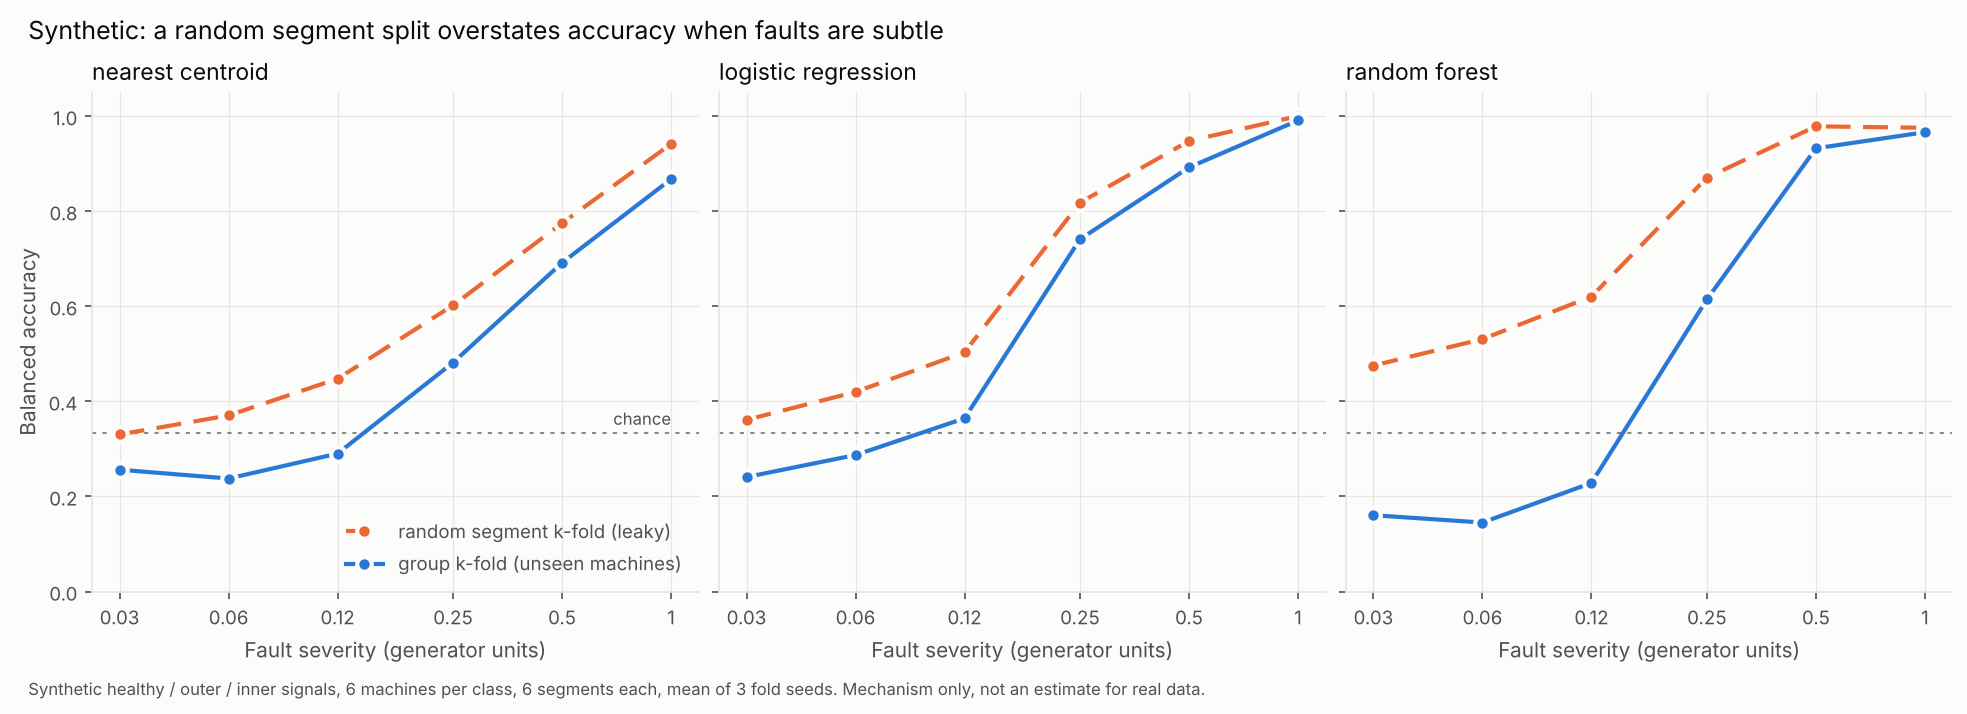 Synthetic: a random segment split overstates accuracy when faults are subtle
nearest centroid
logistic regression
random forest
Balanced accuracy
1.0
0.8
0.6
0.4
0.2
0.0
chance
random segment k-fold (leaky)
group k-fold (unseen machines)
0.03 0.06 0.12 0.25 0.5 1
0.03 0.06 0.12 0.25 0.5 1
0.03 0.06 0.12 0.25 0.5 1
Fault severity (generator units)
Fault severity (generator units)
Fault severity (generator units)
Synthetic healthy / outer / inner signals, 6 machines per class, 6 segments each, mean of 3 fold seeds. Mechanism only, not an estimate for real data.